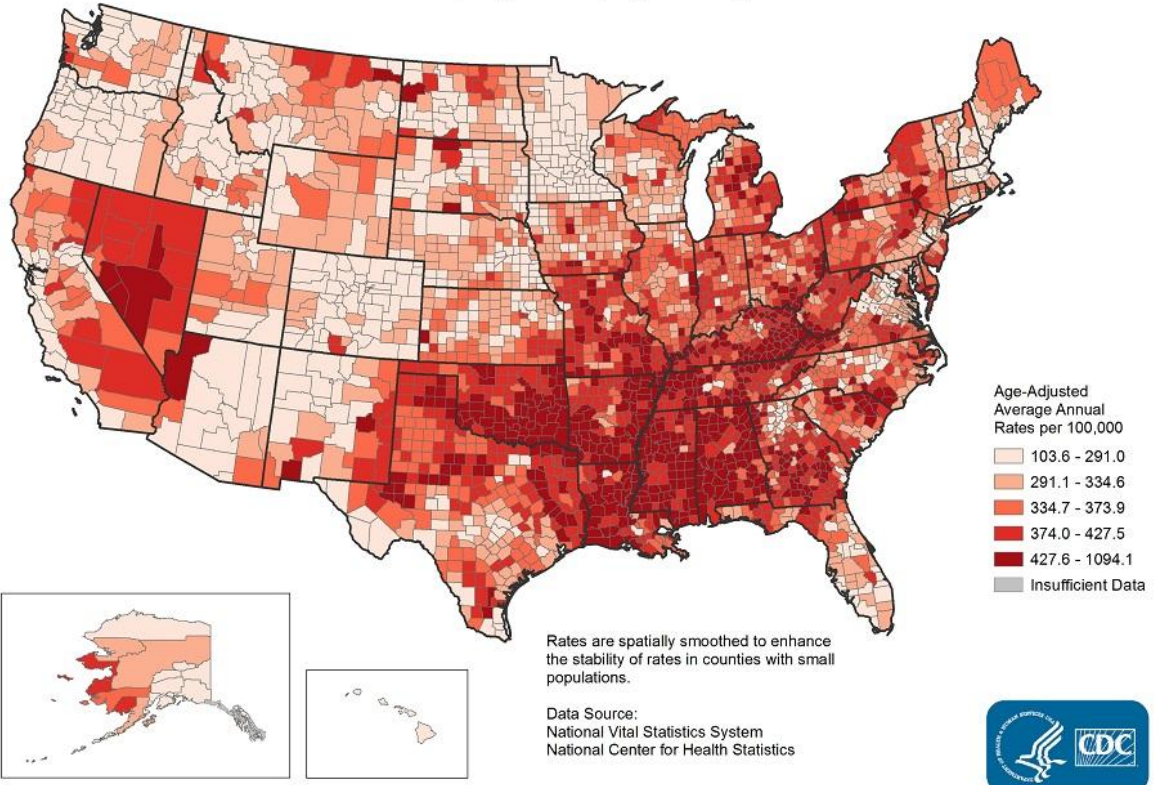 Age-Adjusted
Average Annual
Rates per 100,000
103.6 - 291.0
291.1 - 334.6
334.7 - 373.9
374.0 - 427.5
427.6 - 1094.1
Insufficient Data
Rates are spatially smoothed to enhance
the stability of rates in counties with small
populations.
Data Source:
National Vital Statistics System
National Center for Health Statistics
CDC